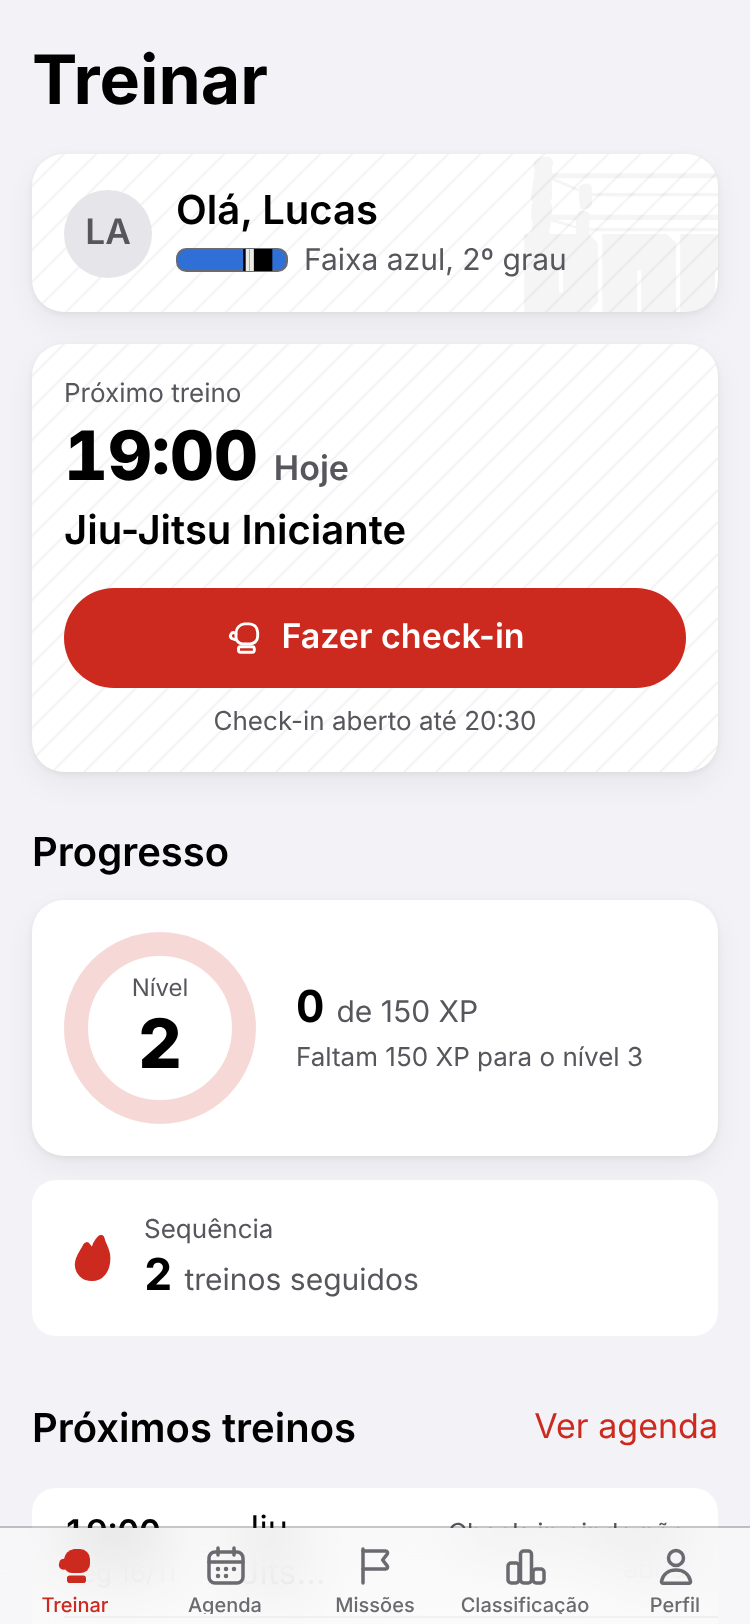 Treinar
LA
Olá, Lucas
Faixa azul, 2º grau
Próximo treino
19:00 Hoje
Jiu-Jitsu Iniciante
Fazer check-in
Check-in aberto até 20:30
Progresso
Nível
2
0 de 150 XP
Faltam 150 XP para o nível 3
Sequência
2 treinos seguidos
Próximos treinos
Ver agenda
Treinar
Agenda
Missões
Classificação
Perfil